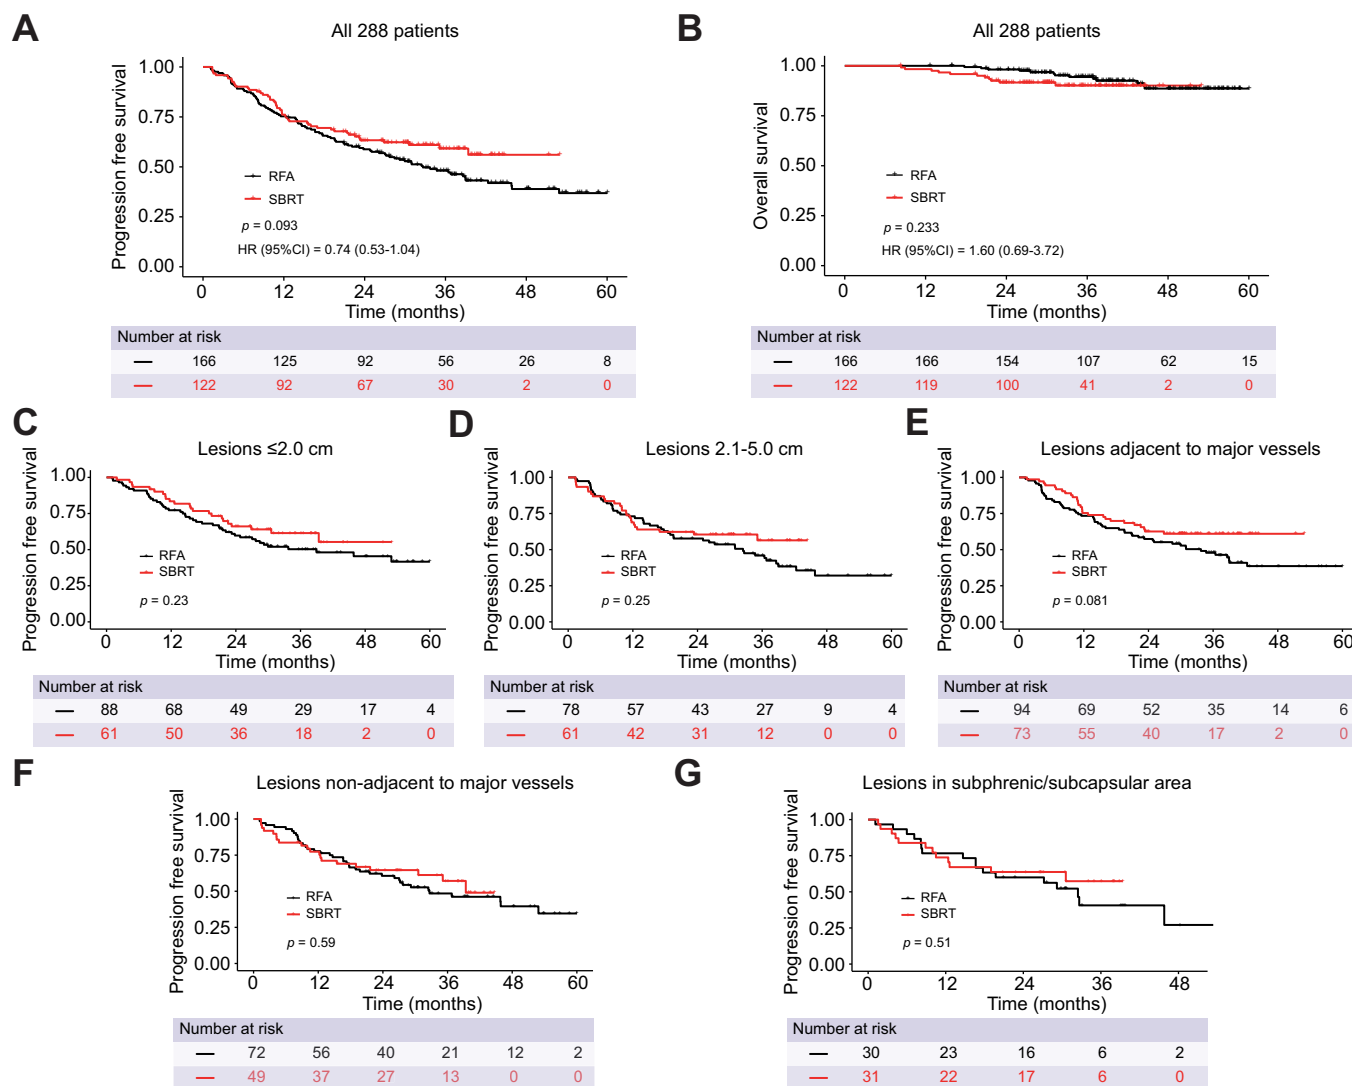 A
All 288 patients
Progression free survival
1.00
0.75
0.50
0.25
0.00
RFA
SBRT
p = 0.093
HR (95%CI) = 0.74 (0.53-1.04)
0 12 24 36 48 60
Time (months)
Number at risk
166 125 92 56 26 8
122 92 67 30 2 0
B
All 288 patients
Overall survival
1.00
0.75
0.50
0.25
0.00
RFA
SBRT
p = 0.233
HR (95%CI) = 1.60 (0.69-3.72)
0 12 24 36 48 60
Time (months)
Number at risk
166 166 154 107 62 15
122 119 100 41 2 0
C
Lesions ≤2.0 cm
Progression free survival
1.00
0.75
0.50
0.25
0.00
RFA
SBRT
p = 0.23
0 12 24 36 48 60
Time (months)
Number at risk
88 68 49 29 17 4
61 50 36 18 2 0
D
Lesions 2.1-5.0 cm
Progression free survival
1.00
0.75
0.50
0.25
0.00
RFA
SBRT
p = 0.25
0 12 24 36 48 60
Time (months)
Number at risk
78 57 43 27 9 4
61 42 31 12 0 0
E
Lesions adjacent to major vessels
Progression free survival
1.00
0.75
0.50
0.25
0.00
RFA
SBRT
p = 0.081
0 12 24 36 48 60
Time (months)
Number at risk
94 69 52 35 14 6
73 55 40 17 2 0
F
Lesions non-adjacent to major vessels
Progression free survival
1.00
0.75
0.50
0.25
0.00
RFA
SBRT
p = 0.59
0 12 24 36 48 60
Time (months)
Number at risk
72 56 40 21 12 2
49 37 27 13 0 0
G
Lesions in subphrenic/subcapsular area
Progression free survival
1.00
0.75
0.50
0.25
0.00
RFA
SBRT
p = 0.51
0 12 24 36 48
Time (months)
Number at risk
30 23 16 6 2
31 22 17 6 0